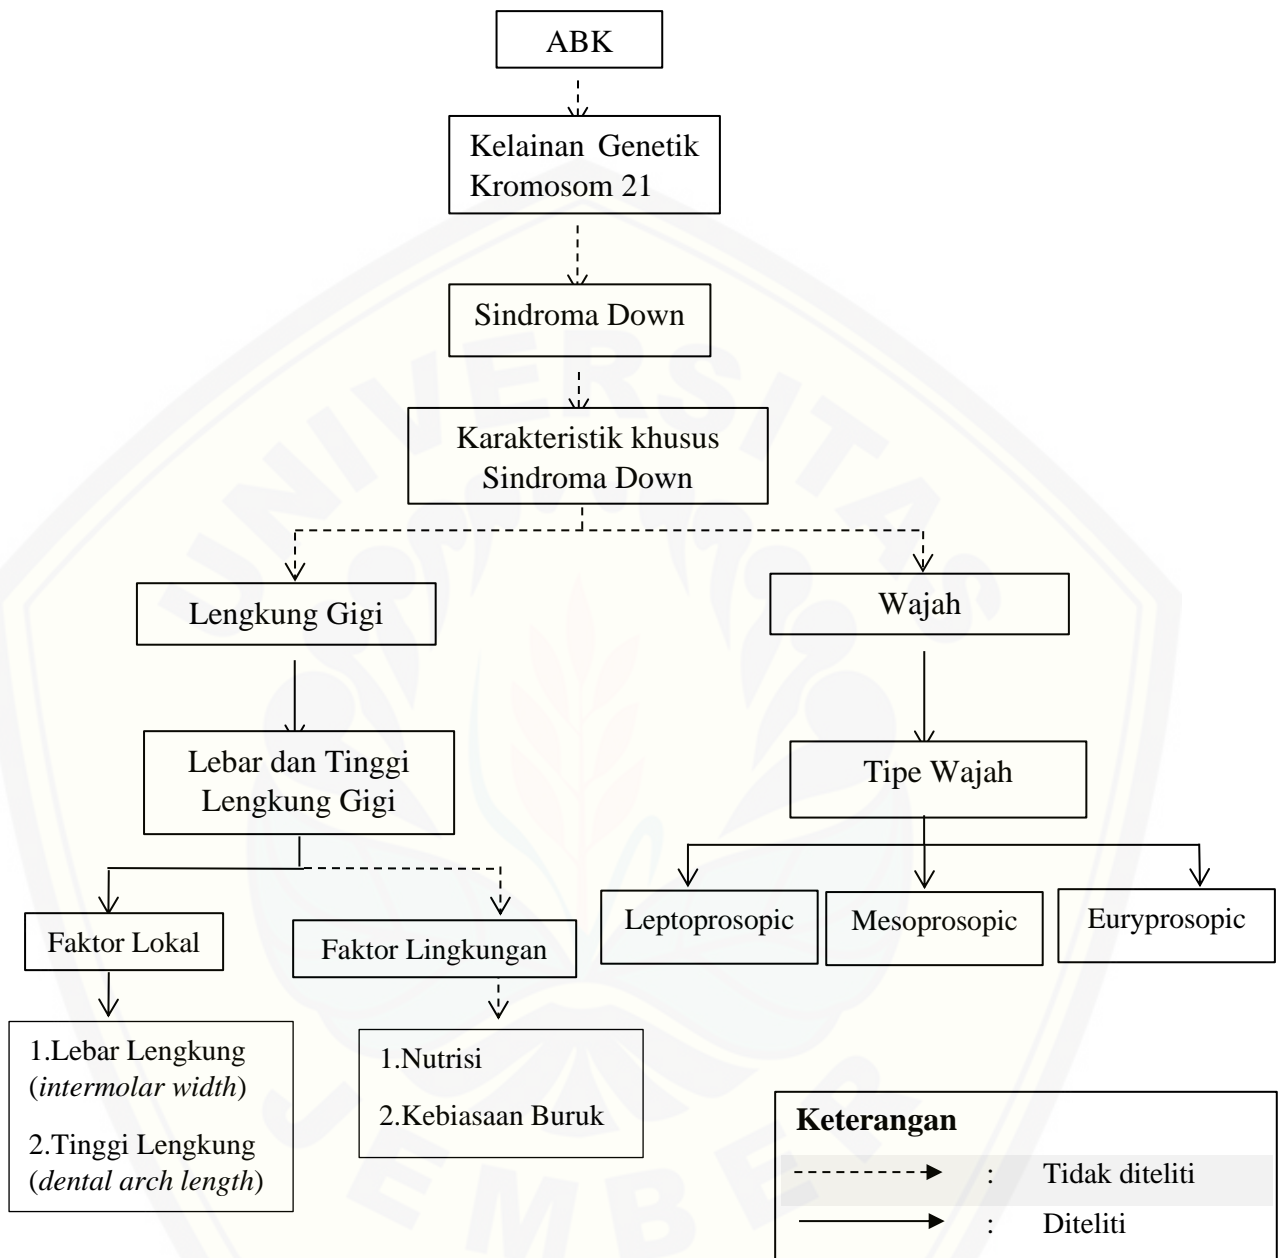 ABK
Kelainan Genetik
Kromosom 21
Sindroma Down
Karakteristik khusus
Sindroma Down
Lengkung Gigi
Wajah
Lebar dan Tinggi
Lengkung Gigi
Tipe Wajah
Faktor Lokal
Faktor Lingkungan
Leptoprosopic
Mesoprosopic
Euryprosopic
1.Lebar Lengkung
(intermolar width)
2.Tinggi Lengkung
(dental arch length)
1.Nutrisi
2.Kebiasaan Buruk
Keterangan
: Tidak diteliti
: Diteliti
UNIVERSITAS
JEMBER